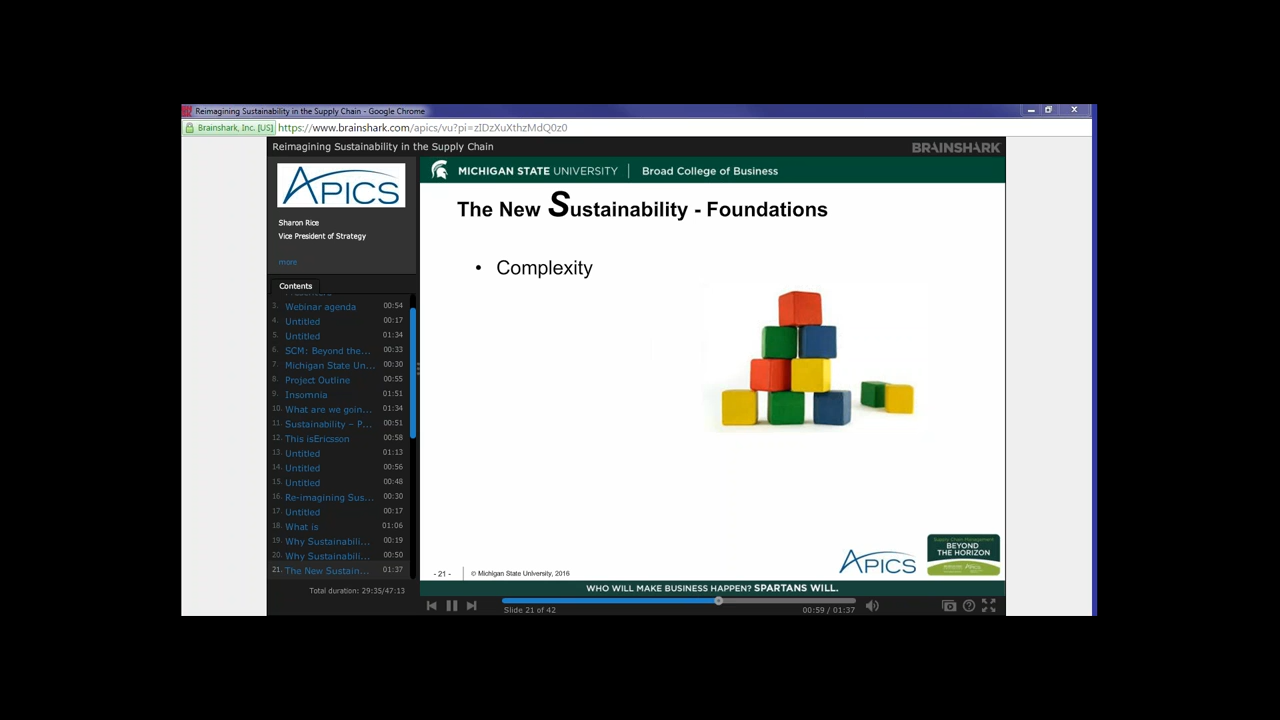 Reimagining Sustainability in the Supply Chain - Google Chrome
Brainshark, Inc. [US] https://www.brainshark.com/apics/vu?pi=zIDzXuXthzMdQ0z0
Reimagining Sustainability in the Supply Chain
BRAINSHARK
APICS
Sharon Rice
Vice President of Strategy
more
Contents
3. Webinar agenda 00:54
4. Untitled 00:17
5. Untitled 01:34
6. SCM: Beyond the... 00:33
7. Michigan State Un... 00:30
8. Project Outline 00:55
9. Insomnia 01:51
10. What are we goin... 01:34
11. Sustainability – P... 00:51
12. This isEricsson 00:58
13. Untitled 01:13
14. Untitled 00:56
15. Untitled 00:48
16. Re-imagining Sus... 00:30
17. Untitled 00:17
18. What is 01:06
19. Why Sustainabili... 00:19
20. Why Sustainabili... 00:50
21. The New Sustain... 01:37
Total duration: 29:35/47:13
MICHIGAN STATE UNIVERSITY | Broad College of Business
The New Sustainability - Foundations
• Complexity
- 21 - © Michigan State University, 2016
APICS
Supply Chain Management
BEYOND
THE HORIZON
WHO WILL MAKE BUSINESS HAPPEN? SPARTANS WILL.
Slide 21 of 42
00:59 / 01:37